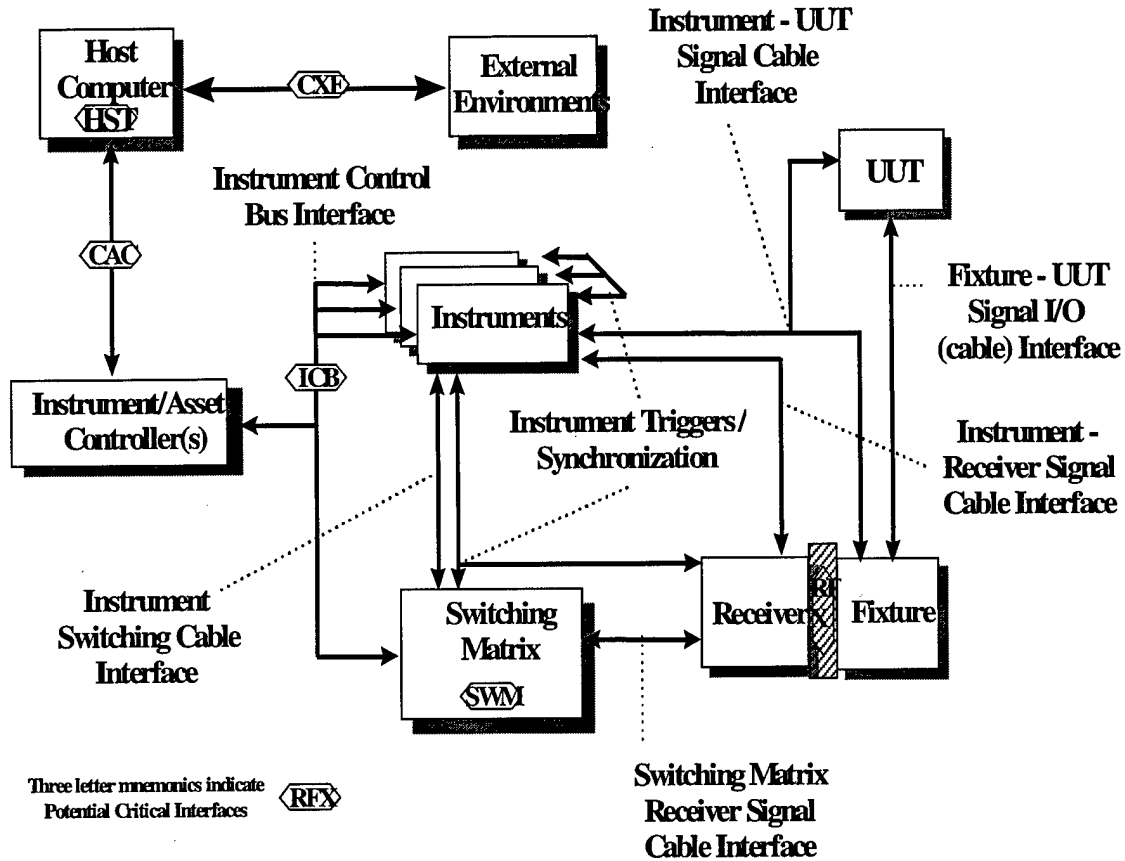 Host
Computer
HST
CXE
External
Environments
Instrument - UUT
Signal Cable
Interface
UUT
Instrument Control
Bus Interface
CAC
Instruments
Fixture - UUT
Signal I/O
(cable) Interface
ICB
Instrument/Asset
Controller(s)
Instrument Triggers/
Synchronization
Instrument -
Receiver Signal
Cable Interface
Instrument
Switching Cable
Interface
Switching
Matrix
SWM
Receiver
RF
X
Fixture
Three letter mnemonics indicate
Potential Critical Interfaces
RFX
Switching Matrix
Receiver Signal
Cable Interface